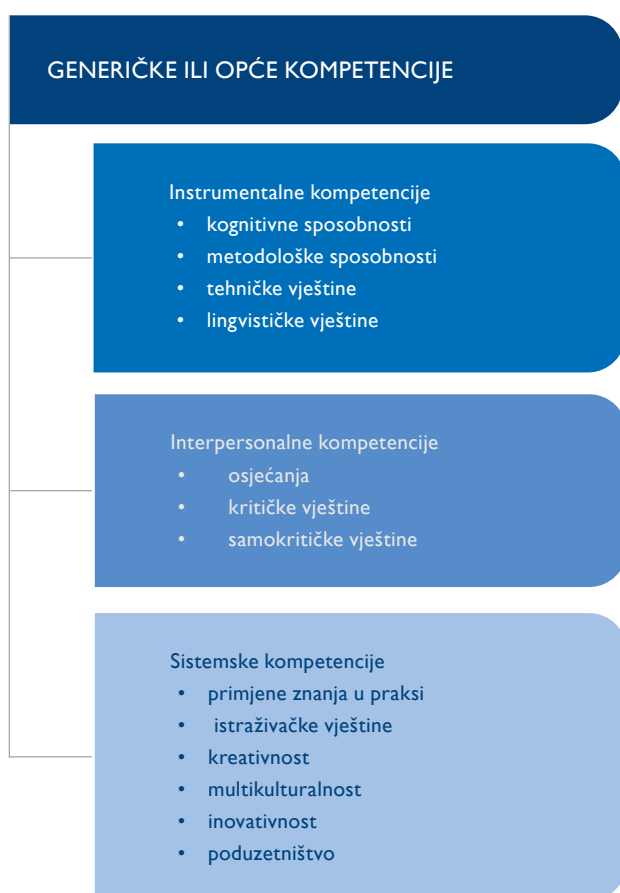 GENERIČKE ILI OPĆE KOMPETENCIJE
Instrumentalne kompetencije
• kognitivne sposobnosti
• metodološke sposobnosti
• tehničke vještine
• lingvističke vještine
Interpersonalne kompetencije
• osjećanja
• kritičke vještine
• samokritičke vještine
Sistemske kompetencije
• primjene znanja u praksi
• istraživačke vještine
• kreativnost
• multikulturalnost
• inovativnost
• poduzetništvo